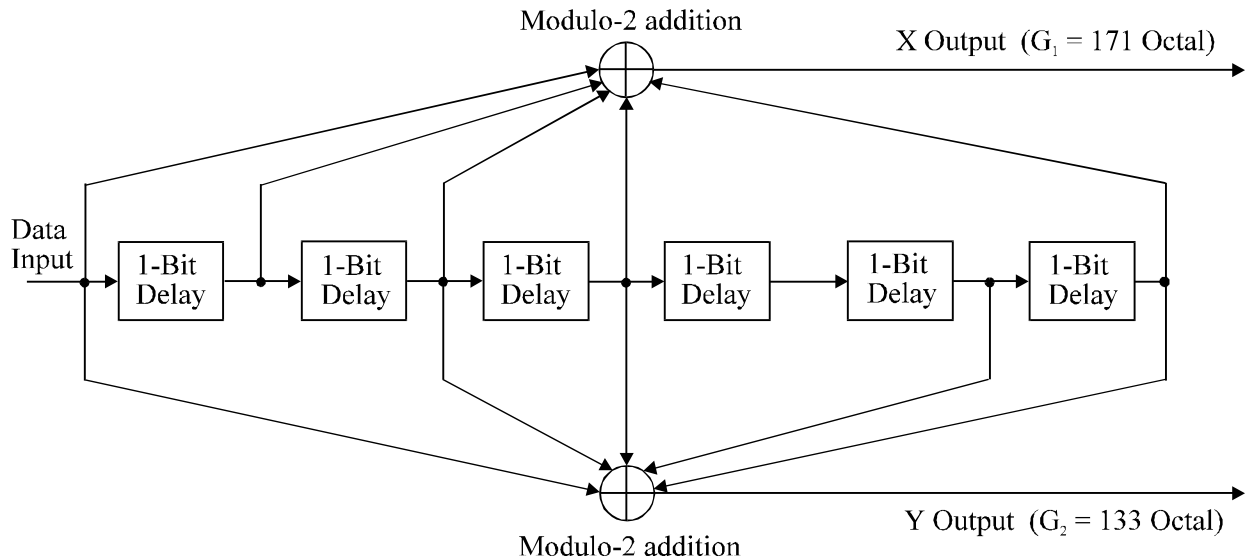 Modulo-2 addition
X Output (G₁ = 171 Octal)
Data
Input
1-Bit
Delay
1-Bit
Delay
1-Bit
Delay
1-Bit
Delay
1-Bit
Delay
1-Bit
Delay
Y Output (G₂ = 133 Octal)
Modulo-2 addition